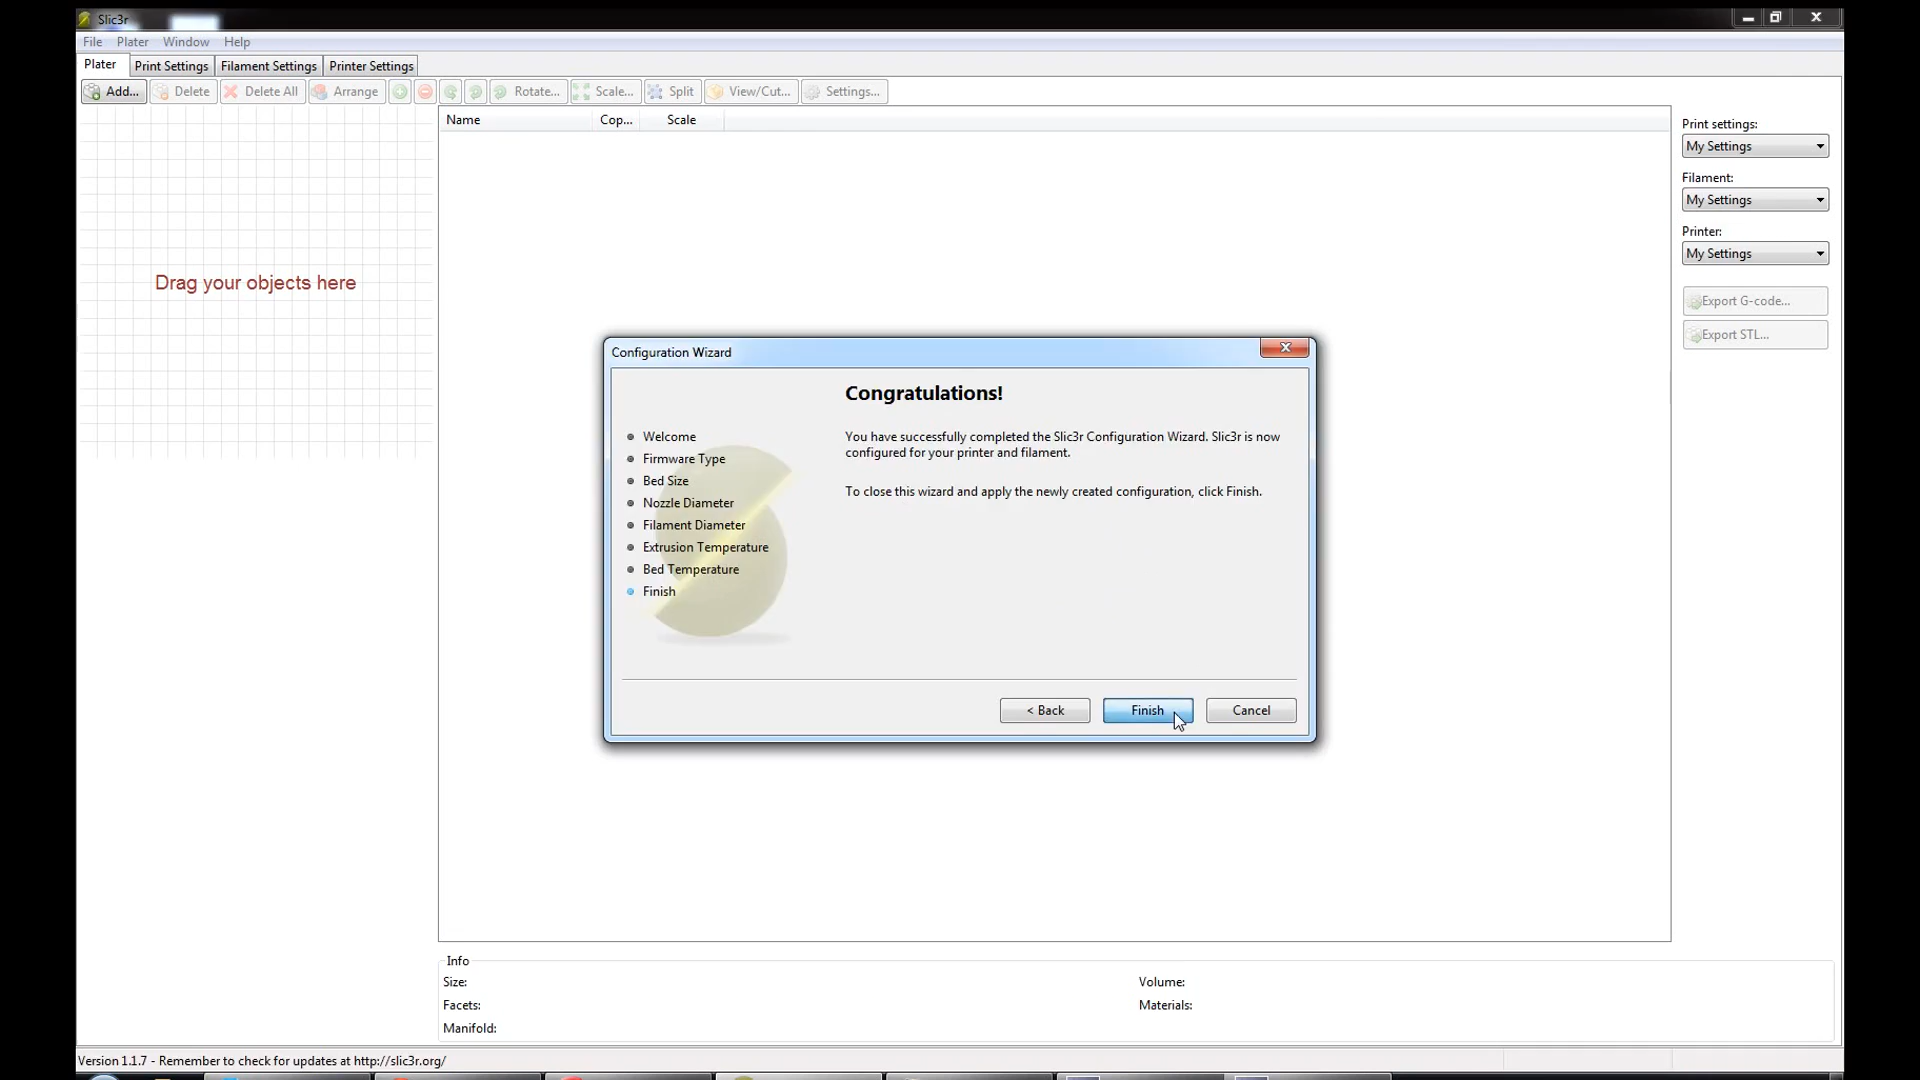 Slic3r
File Plater Window Help
Plater Print Settings Filament Settings Printer Settings
Add... Delete Delete All Arrange Rotate... Scale... Split View/Cut... Settings...
Name Cop... Scale
Drag your objects here
Print settings:
My Settings
Filament:
My Settings
Printer:
My Settings
Export G-code...
Export STL...
Configuration Wizard
Welcome
Firmware Type
Bed Size
Nozzle Diameter
Filament Diameter
Extrusion Temperature
Bed Temperature
Finish
Congratulations!
You have successfully completed the Slic3r Configuration Wizard. Slic3r is now
configured for your printer and filament.
To close this wizard and apply the newly created configuration, click Finish.
< Back Finish Cancel
Info
Size: Volume:
Facets: Materials:
Manifold:
Version 1.1.7 - Remember to check for updates at http://slic3r.org/